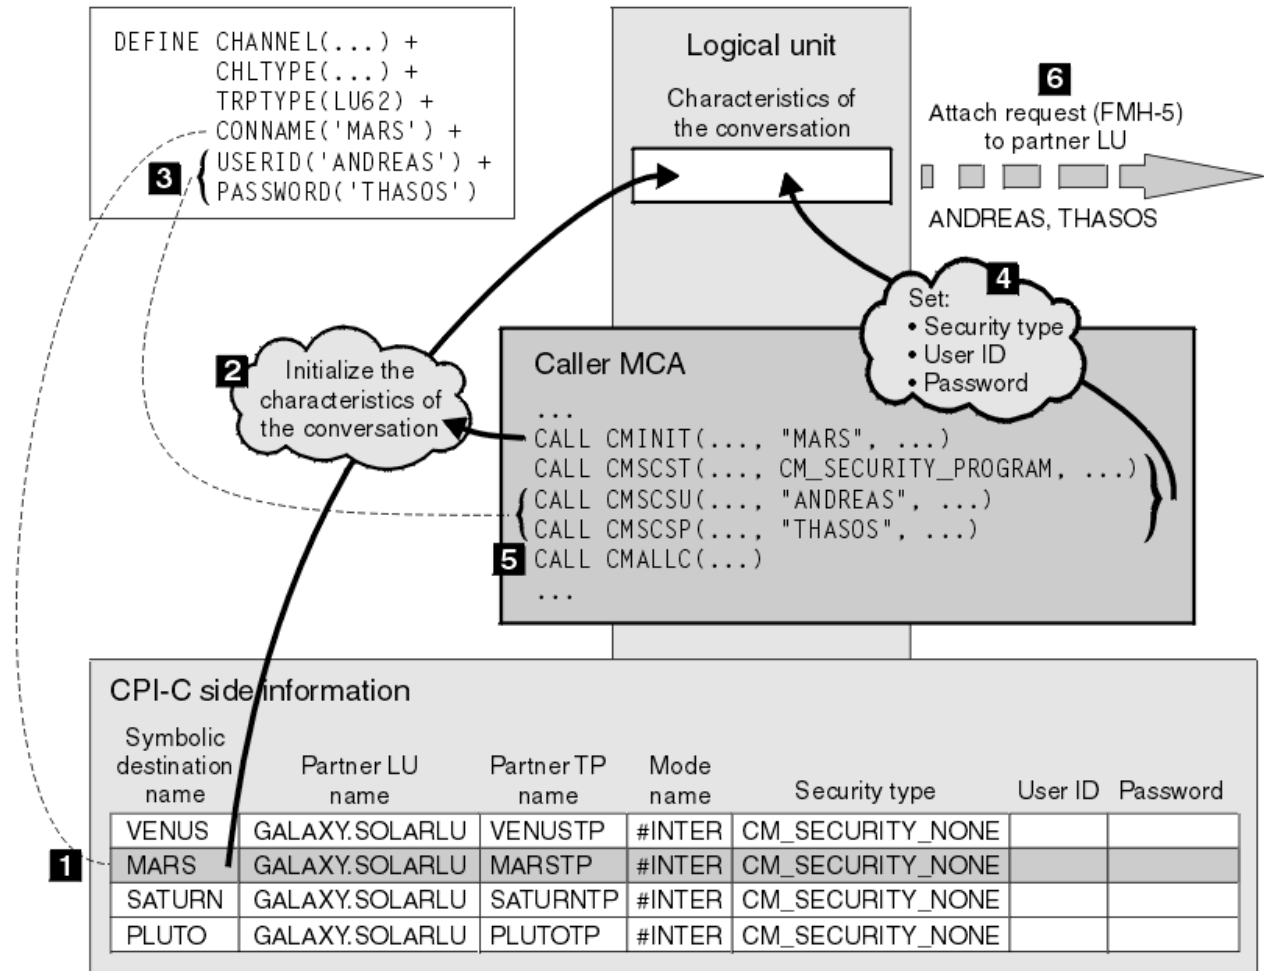 DEFINE CHANNEL(...) +
CHLTYPE(...) +
TRPTYPE(LU62) +
CONNAME('MARS') +
3
USERID('ANDREAS') +
PASSWORD('THASOS')
Logical unit
Characteristics of
the conversation
6
Attach request (FMH-5)
to partner LU
ANDREAS, THASOS
4
Set:
• Security type
• User ID
• Password
2
Initialize the
characteristics of
the conversation
Caller MCA
...
CALL CMINIT(..., "MARS", ...)
CALL CMSCST(..., CM_SECURITY_PROGRAM, ...)
CALL CMSCSU(..., "ANDREAS", ...)
CALL CMSCSP(..., "THASOS", ...)
5 CALL CMALLC(...)
...
CPI-C side information
Symbolic
destination
name
Partner LU
name
Partner TP
name
Mode
name
Security type
User ID
Password
VENUS GALAXY.SOLARLU VENUSTP #INTER CM_SECURITY_NONE
1 MARS GALAXY.SOLARLU MARSTP #INTER CM_SECURITY_NONE
SATURN GALAXY.SOLARLU SATURNTP #INTER CM_SECURITY_NONE
PLUTO GALAXY.SOLARLU PLUTOTP #INTER CM_SECURITY_NONE